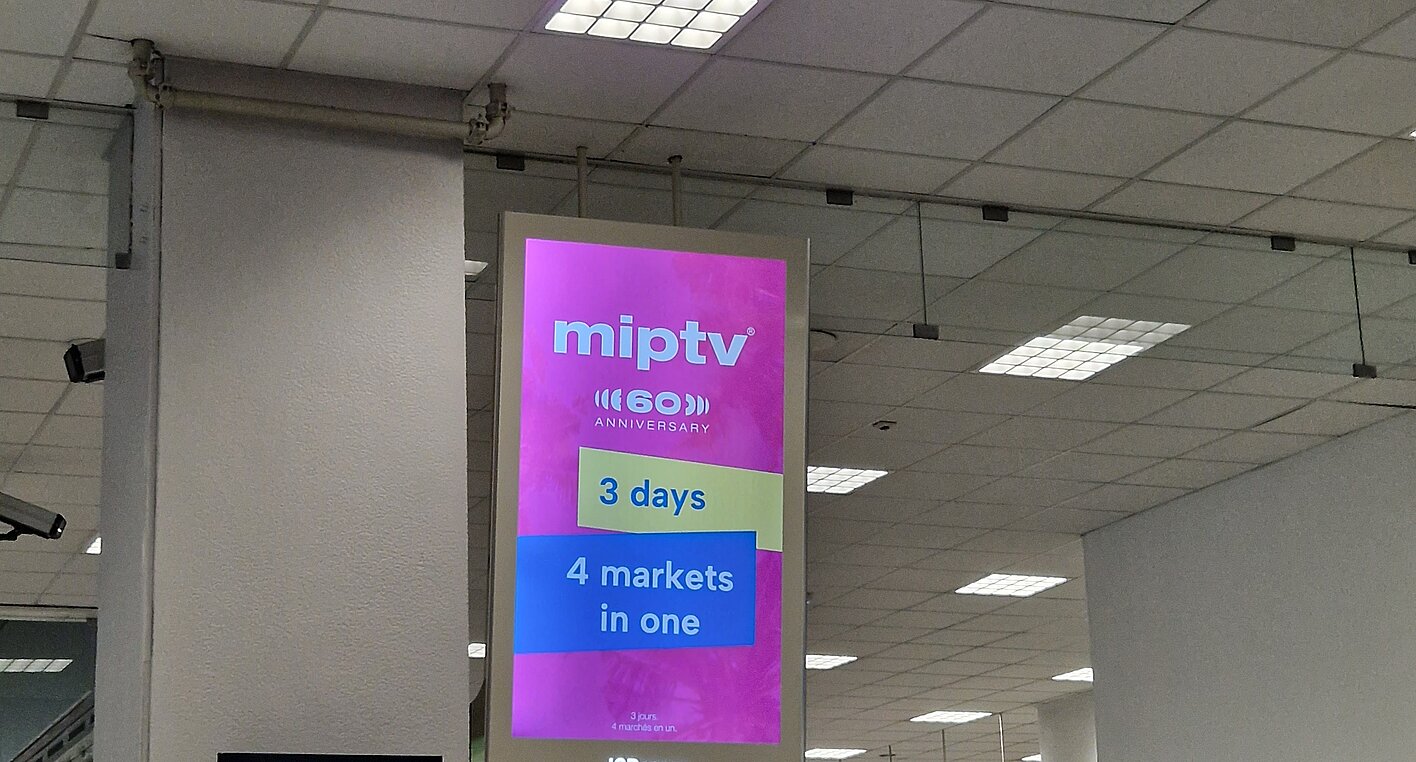 miptv®
60
ANNIVERSARY
3 days
4 markets
in one
3 jours.
4 marchés en un.